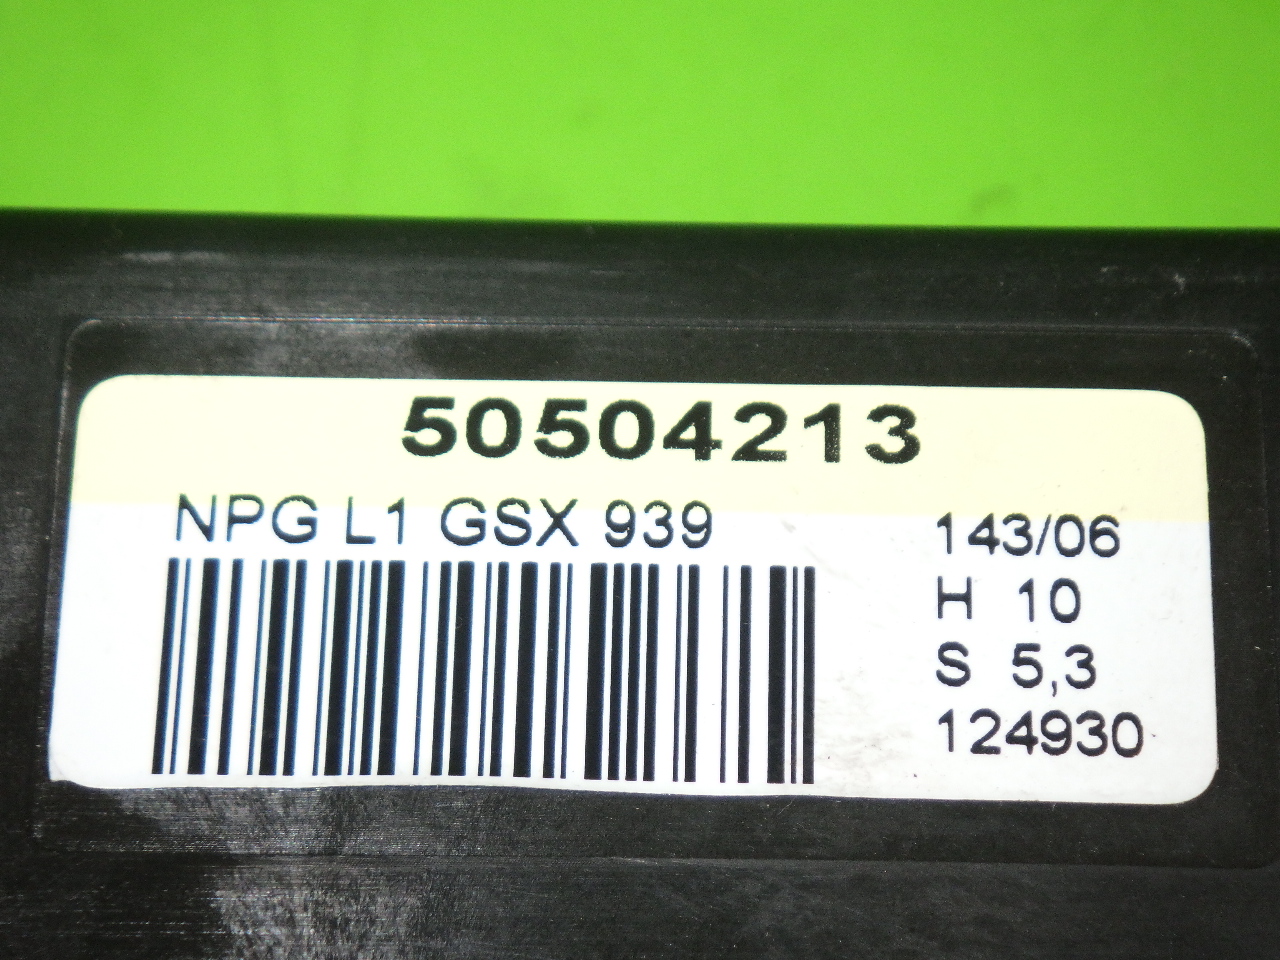 50504213
NPG L1 GSX 939
143/06
H 10
S 5,3
124930